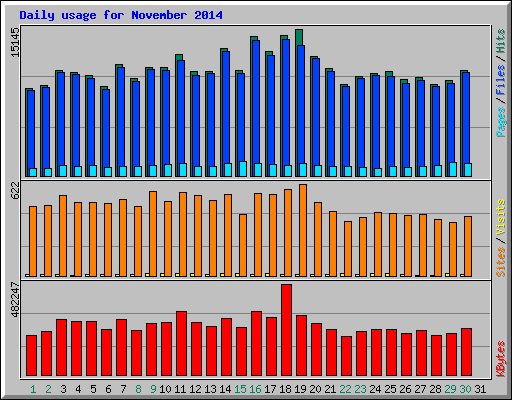 Daily usage for November 2014
15145
622
482247
Pages / Files / Hits
Sites / Visits
KBytes
1 2 3 4 5 6 7 8 9 10 11 12 13 14 15 16 17 18 19 20 21 22 23 24 25 26 27 28 29 30 31